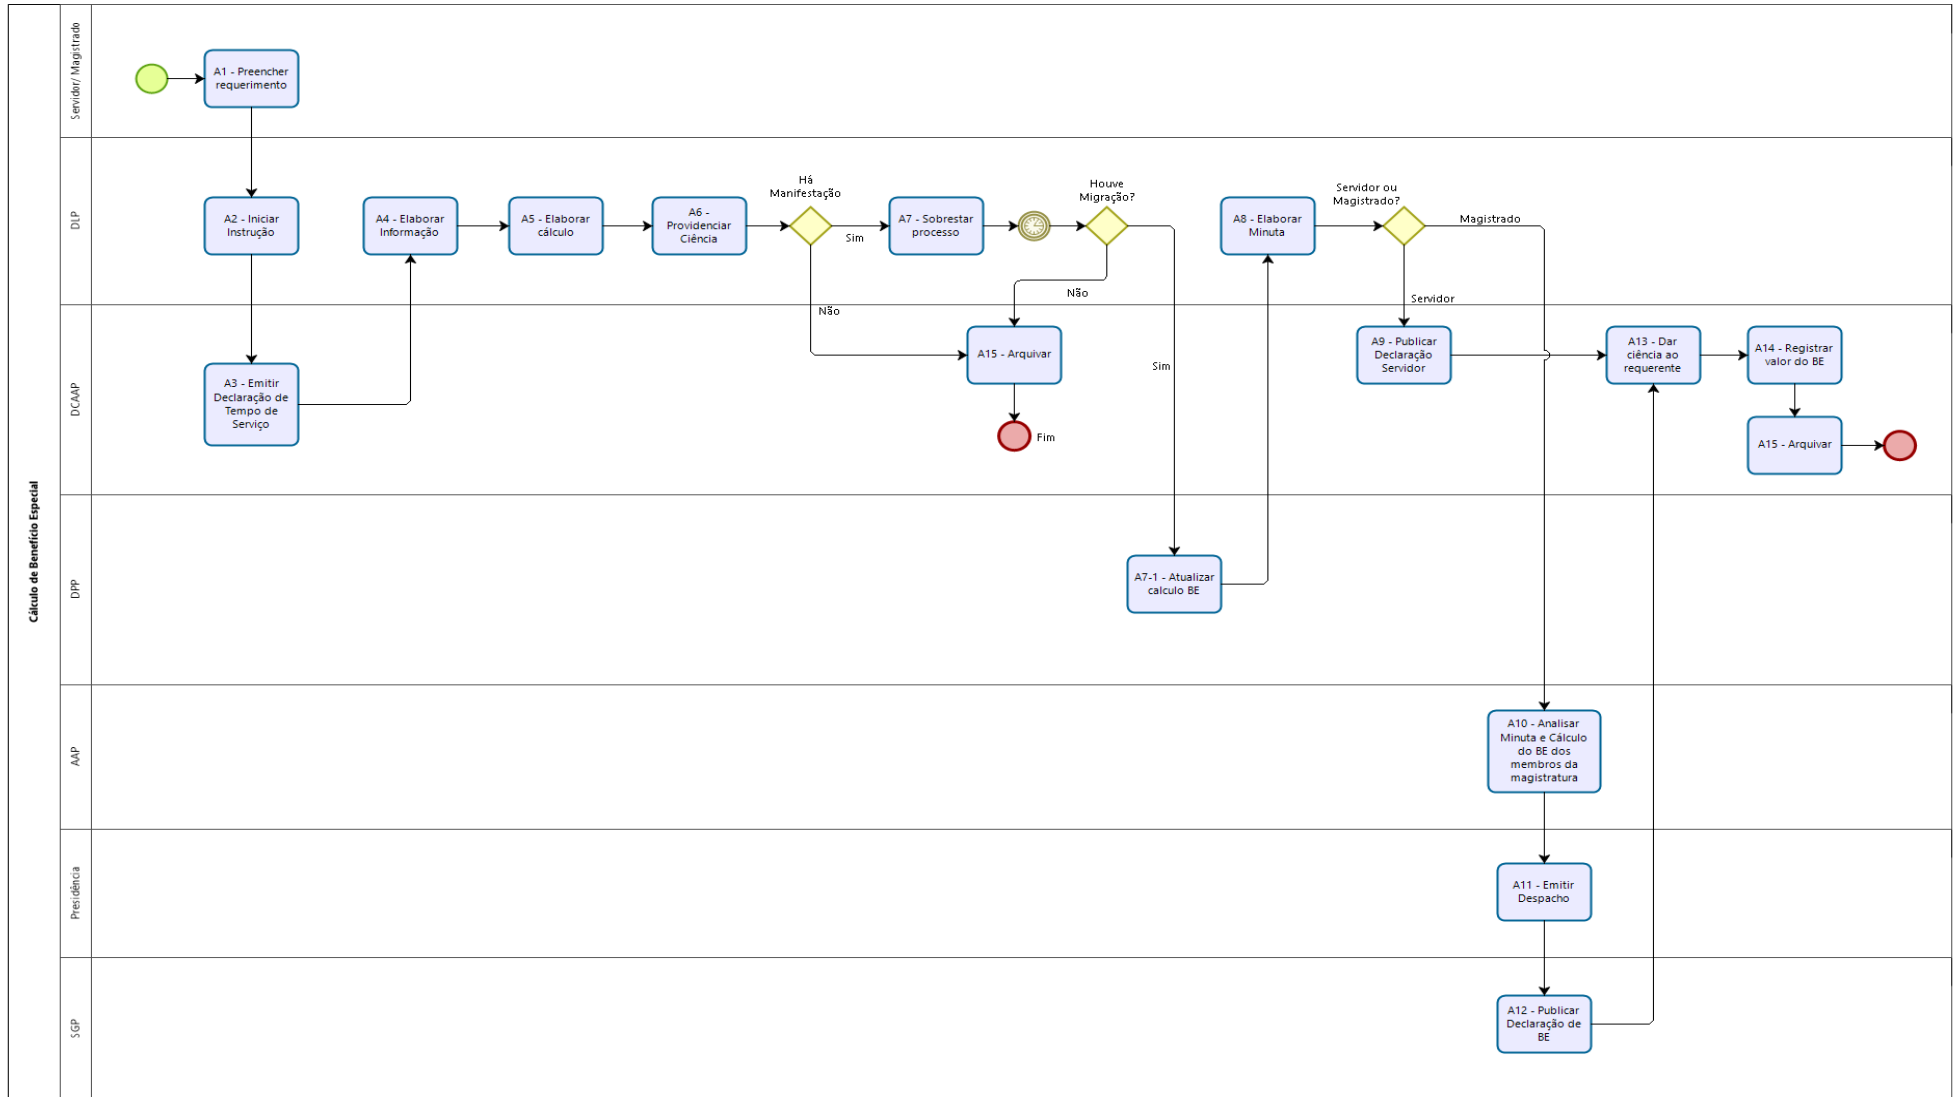 Cálculo de Benefício Especial
Servidor/ Magistrado
A1 - Preencher
requerimento
DLP
A2 - Iniciar
Instrução
A4 - Elaborar
Informação
A5 - Elaborar
cálculo
A6 -
Providenciar
Ciência
Há
Manifestação
Sim
Não
A7 - Sobrestar
processo
Houve
Migração?
Não
Sim
A8 - Elaborar
Minuta
Servidor ou
Magistrado?
Magistrado
Servidor
DCAAP
A3 - Emitir
Declaração de
Tempo de
Serviço
A15 - Arquivar
Fim
A9 - Publicar
Declaração
Servidor
A13 - Dar
ciência ao
requerente
A14 - Registrar
valor do BE
A15 - Arquivar
DPP
A7-1 - Atualizar
calculo BE
AAP
A10 - Analisar
Minuta e Cálculo
do BE dos
membros da
magistratura
Presidência
A11 - Emitir
Despacho
SGP
A12 - Publicar
Declaração de
BE